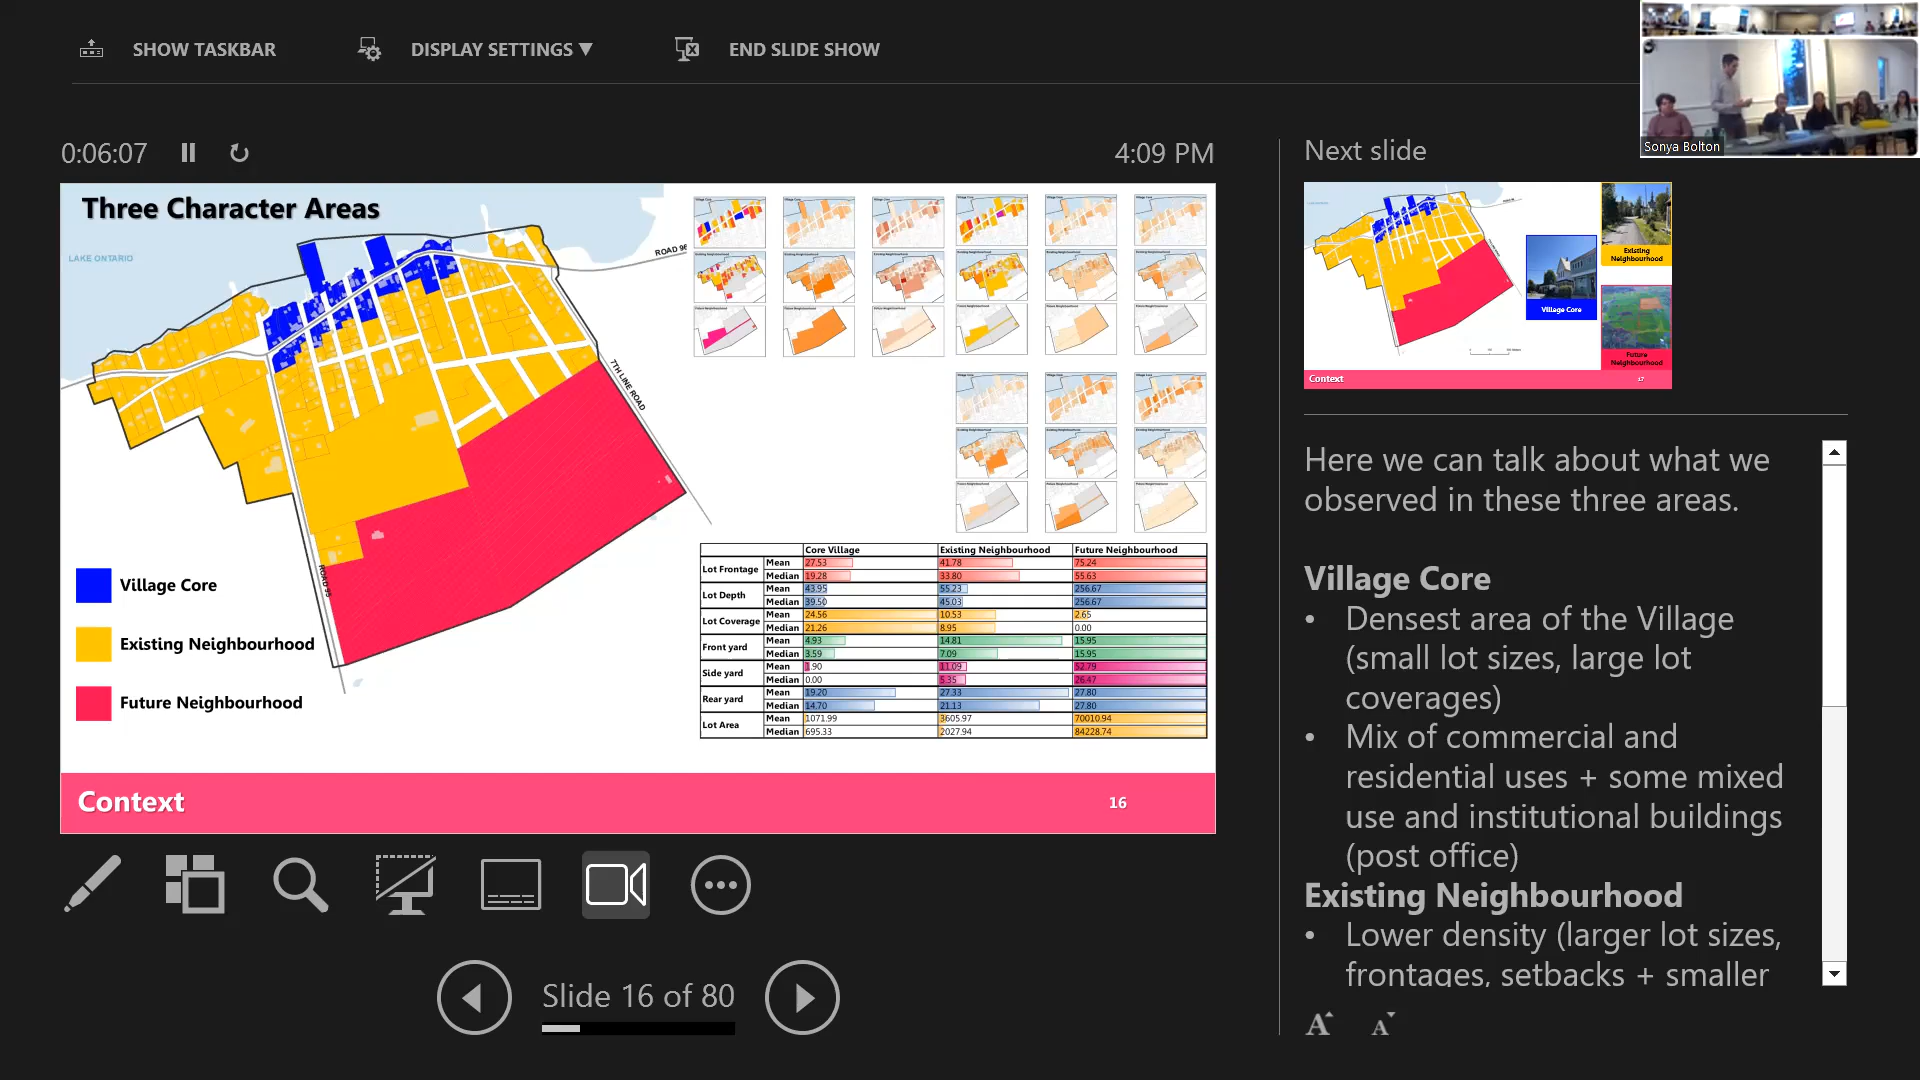 SHOW TASKBAR
DISPLAY SETTINGS ▼
END SLIDE SHOW
Sonya Bolton
0:06:07
4:09 PM
Next slide
Three Character Areas
LAKE ONTARIO
ROAD 96
7TH LINE ROAD
ROAD 95
Village Core
Existing Neighbourhood
Future Neighbourhood
Core Village Existing Neighbourhood Future Neighbourhood
Lot Frontage Mean 27.53 41.78 75.24
Median 19.28 33.80 55.63
Lot Depth Mean 43.95 55.23 256.67
Median 39.50 45.03 256.67
Lot Coverage Mean 24.56 10.53 2.65
Median 21.26 8.95 0.00
Front yard Mean 4.93 14.81 15.95
Median 3.59 7.09 15.95
Side yard Mean 1.90 11.09 52.79
Median 0.00 5.35 26.47
Rear yard Mean 19.20 27.33 27.80
Median 14.70 21.13 27.80
Lot Area Mean 1071.99 3605.97 70010.94
Median 695.33 2027.94 84228.74
Context
16
Existing
Neighbourhood
Village Core
Future
Neighbourhood
Context
17
Here we can talk about what we
observed in these three areas.
Village Core
• Densest area of the Village
(small lot sizes, large lot
coverages)
• Mix of commercial and
residential uses + some mixed
use and institutional buildings
(post office)
Existing Neighbourhood
• Lower density (larger lot sizes,
frontages, setbacks + smaller
Slide 16 of 80
A A